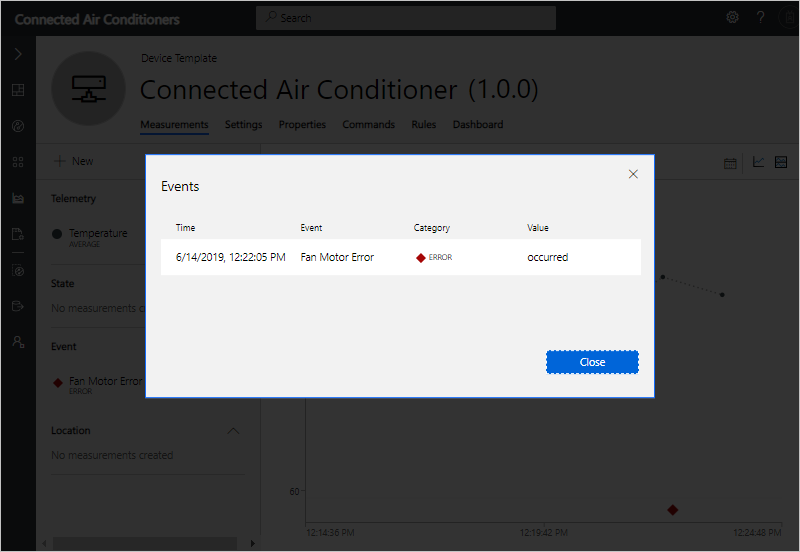 Connected Air Conditioners
Search
?
Device Template
Connected Air Conditioner (1.0.0)
Measurements Settings Properties Commands Rules Dashboard
+ New
Telemetry
Temperature
AVERAGE
State
No measurements c
Event
Fan Motor Error
ERROR
Location
No measurements created
Events
Time Event Category Value
6/14/2019, 12:22:05 PM Fan Motor Error ERROR occurred
Close
60
12:14:36 PM 12:19:42 PM 12:24:48 PM